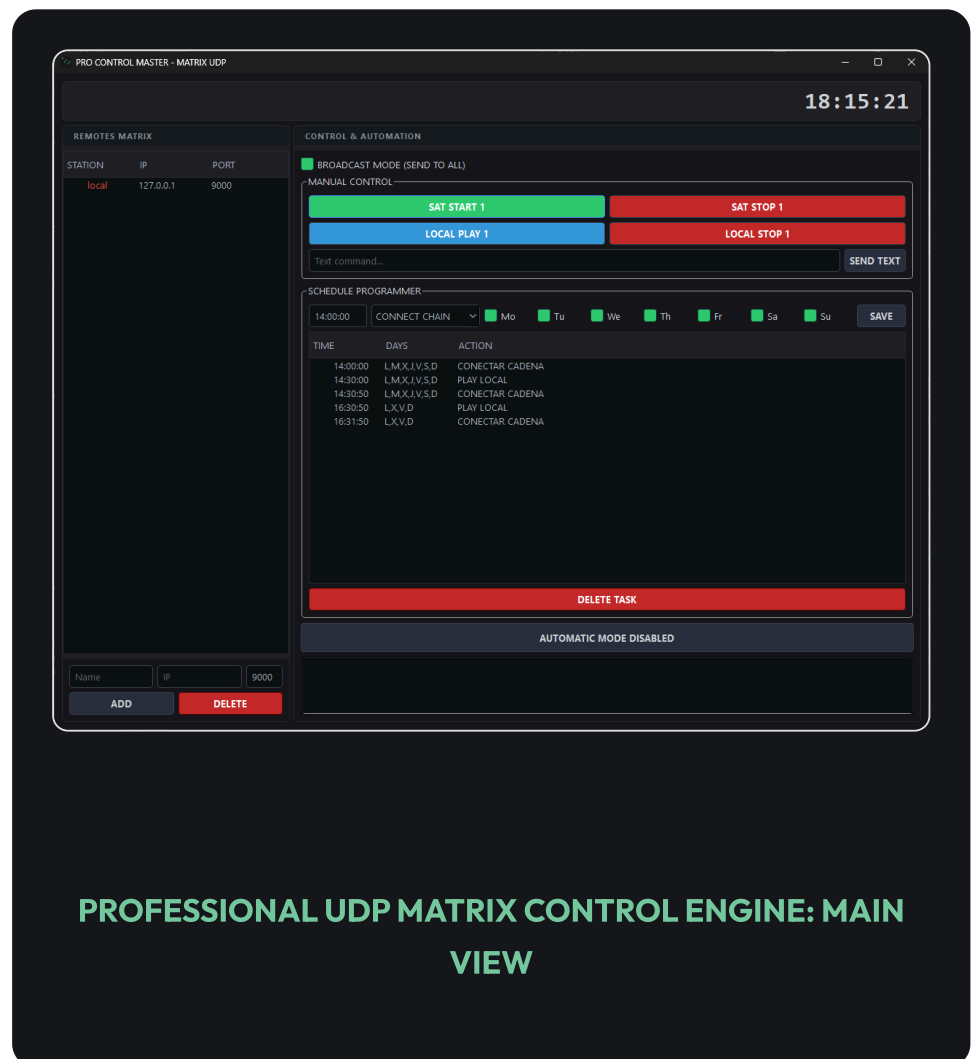 PRO CONTROL MASTER - MATRIX UDP
18:15:21
REMOTES MATRIX
STATION IP PORT
local 127.0.0.1 9000
Name IP 9000
ADD DELETE
CONTROL & AUTOMATION
BROADCAST MODE (SEND TO ALL)
MANUAL CONTROL
SAT START 1 SAT STOP 1
LOCAL PLAY 1 LOCAL STOP 1
Text command... SEND TEXT
SCHEDULE PROGRAMMER
14:00:00 CONNECT CHAIN Mo Tu We Th Fr Sa Su SAVE
TIME DAYS ACTION
14:00:00 L,M,X,J,V,S,D CONECTAR CADENA
14:30:00 L,M,X,J,V,S,D PLAY LOCAL
14:30:50 L,M,X,J,V,S,D CONECTAR CADENA
16:30:50 L,X,V,D PLAY LOCAL
16:31:50 L,X,V,D CONECTAR CADENA
DELETE TASK
AUTOMATIC MODE DISABLED
PROFESSIONAL UDP MATRIX CONTROL ENGINE: MAIN
VIEW